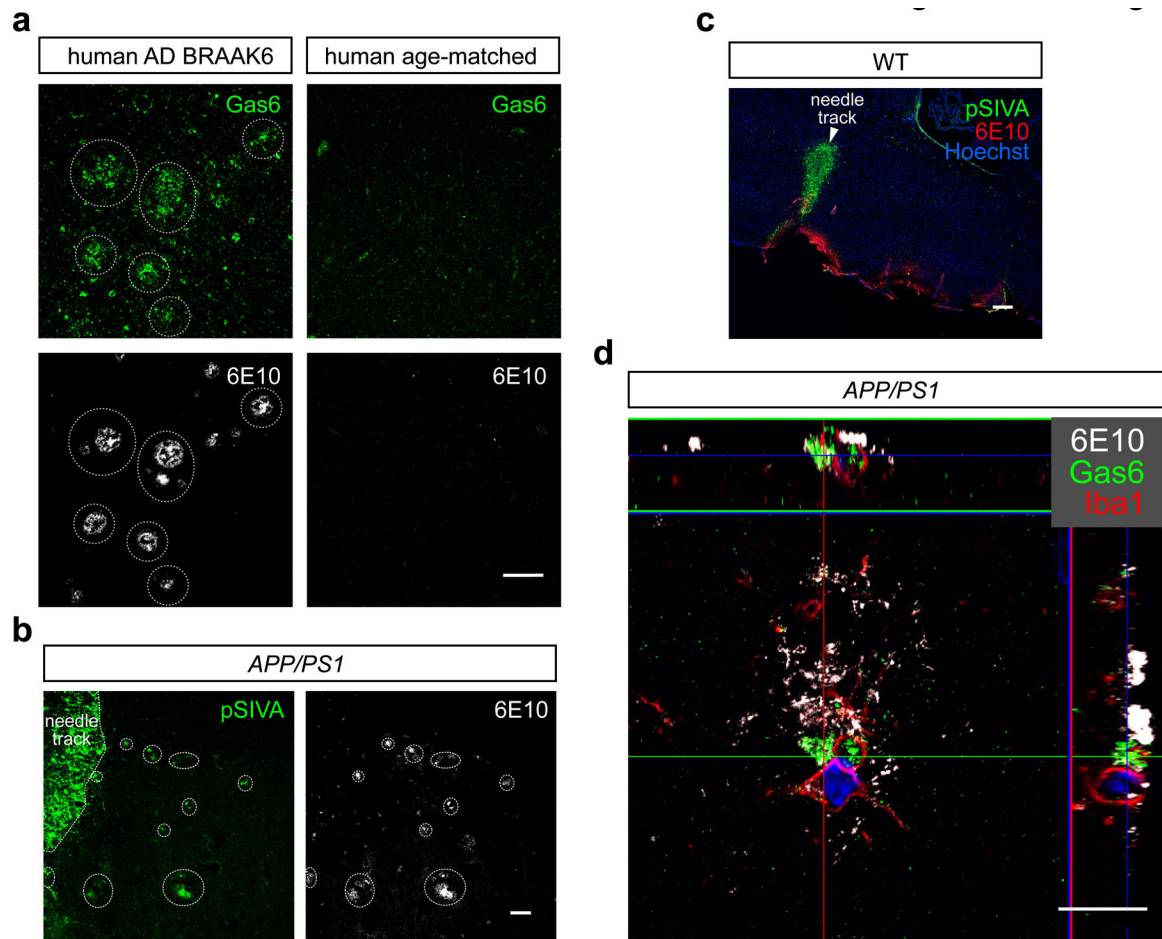 a
human AD BRAAK6
human age-matched
Gas6
Gas6
6E10
6E10
b
APP/PS1
needle
track
pSIVA
6E10
c
WT
needle
track
pSIVA
6E10
Hoechst
d
APP/PS1
6E10
Gas6
Iba1